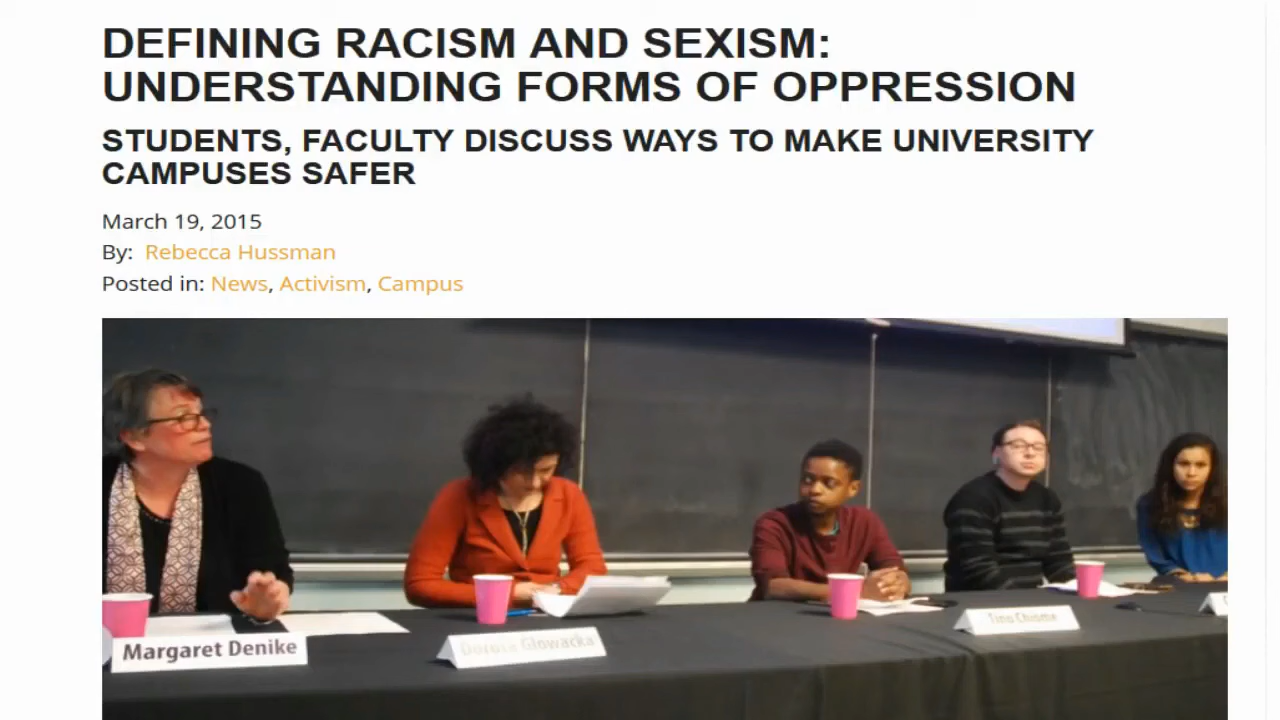 DEFINING RACISM AND SEXISM:
UNDERSTANDING FORMS OF OPPRESSION
STUDENTS, FACULTY DISCUSS WAYS TO MAKE UNIVERSITY
CAMPUSES SAFER
March 19, 2015
By: Rebecca Hussman
Posted in: News, Activism, Campus
Margaret Denike
Dorota Glowacka